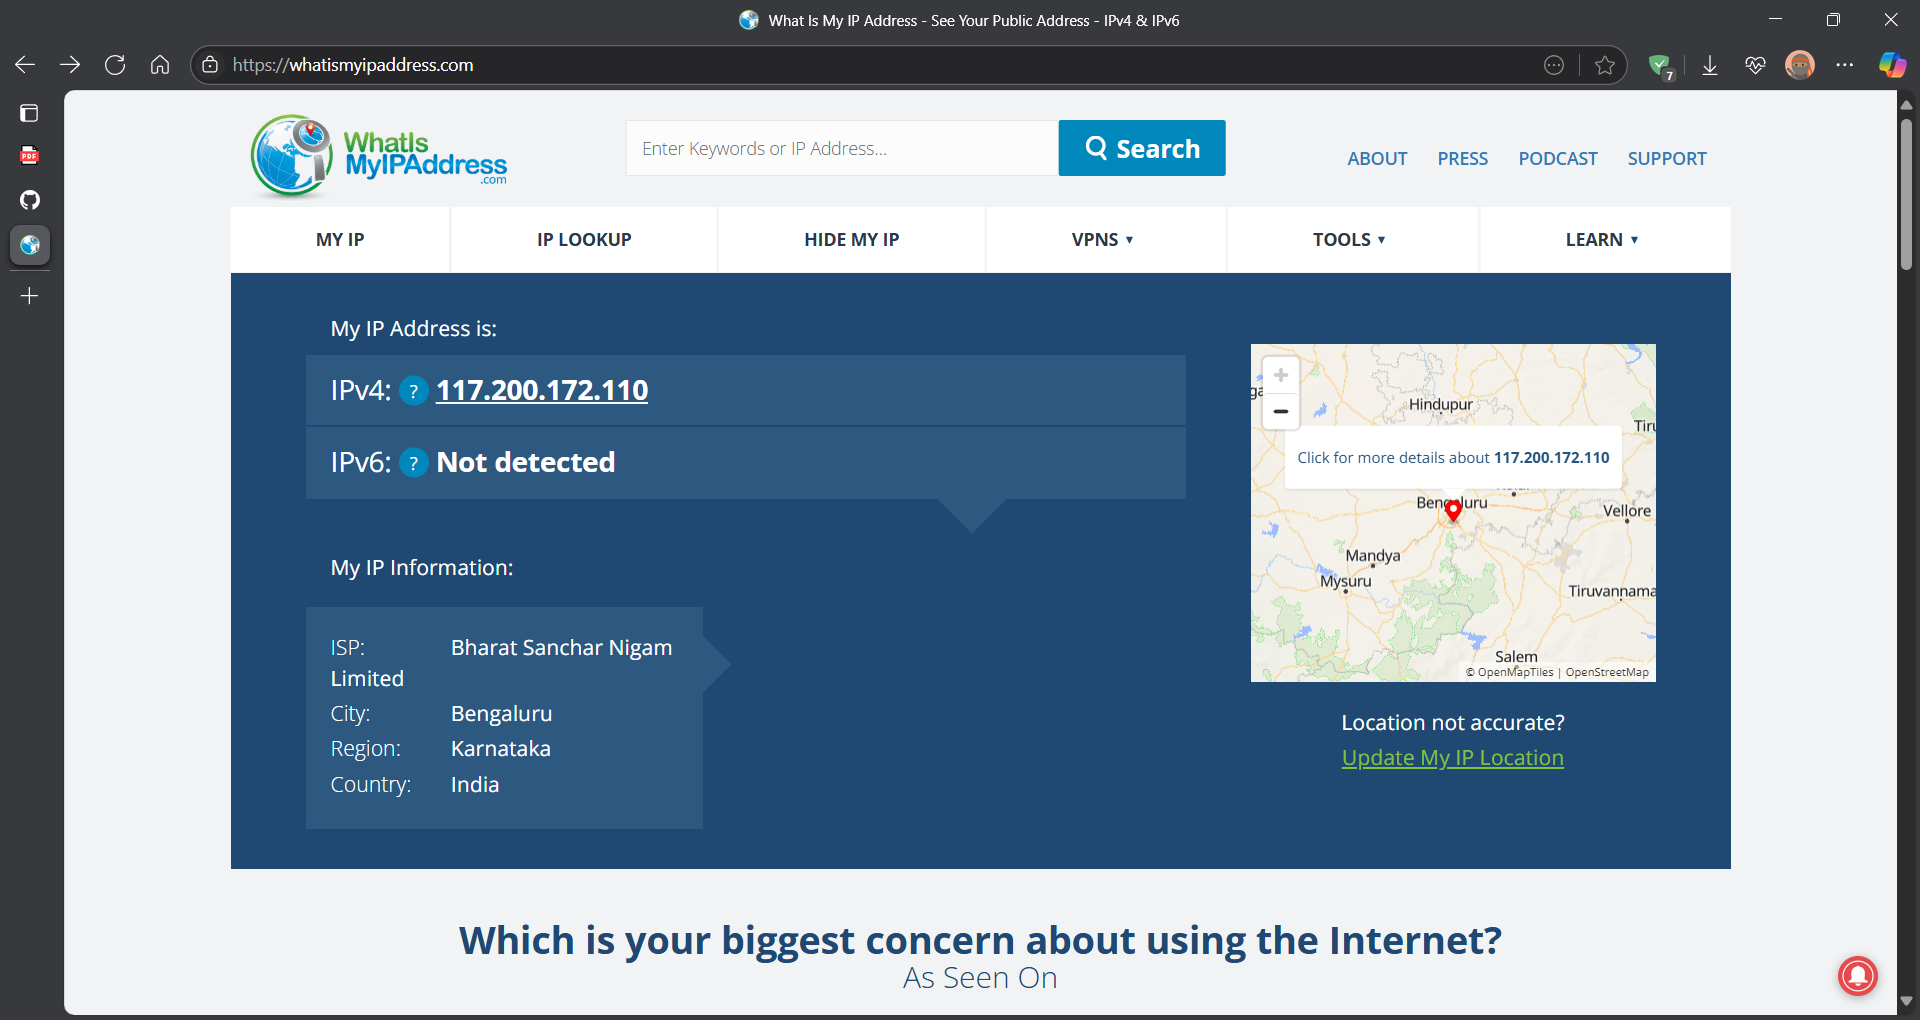 What Is My IP Address - See Your Public Address - IPv4 & IPv6
https://whatismyipaddress.com
7
PDF
WhatIs
MyIPAddress
.com
Enter Keywords or IP Address...
Search
ABOUT PRESS PODCAST SUPPORT
MY IP IP LOOKUP HIDE MY IP VPNS ▼ TOOLS ▼ LEARN ▼
My IP Address is:
IPv4: ? 117.200.172.110
IPv6: ? Not detected
My IP Information:
ISP: Bharat Sanchar Nigam
Limited
City: Bengaluru
Region: Karnataka
Country: India
+
−
Hindupur
Click for more details about 117.200.172.110
Bengaluru
Vellore
Mandya
Mysuru
Tiruvannama
Salem
© OpenMapTiles | OpenStreetMap
Location not accurate?
Update My IP Location
Which is your biggest concern about using the Internet?
As Seen On